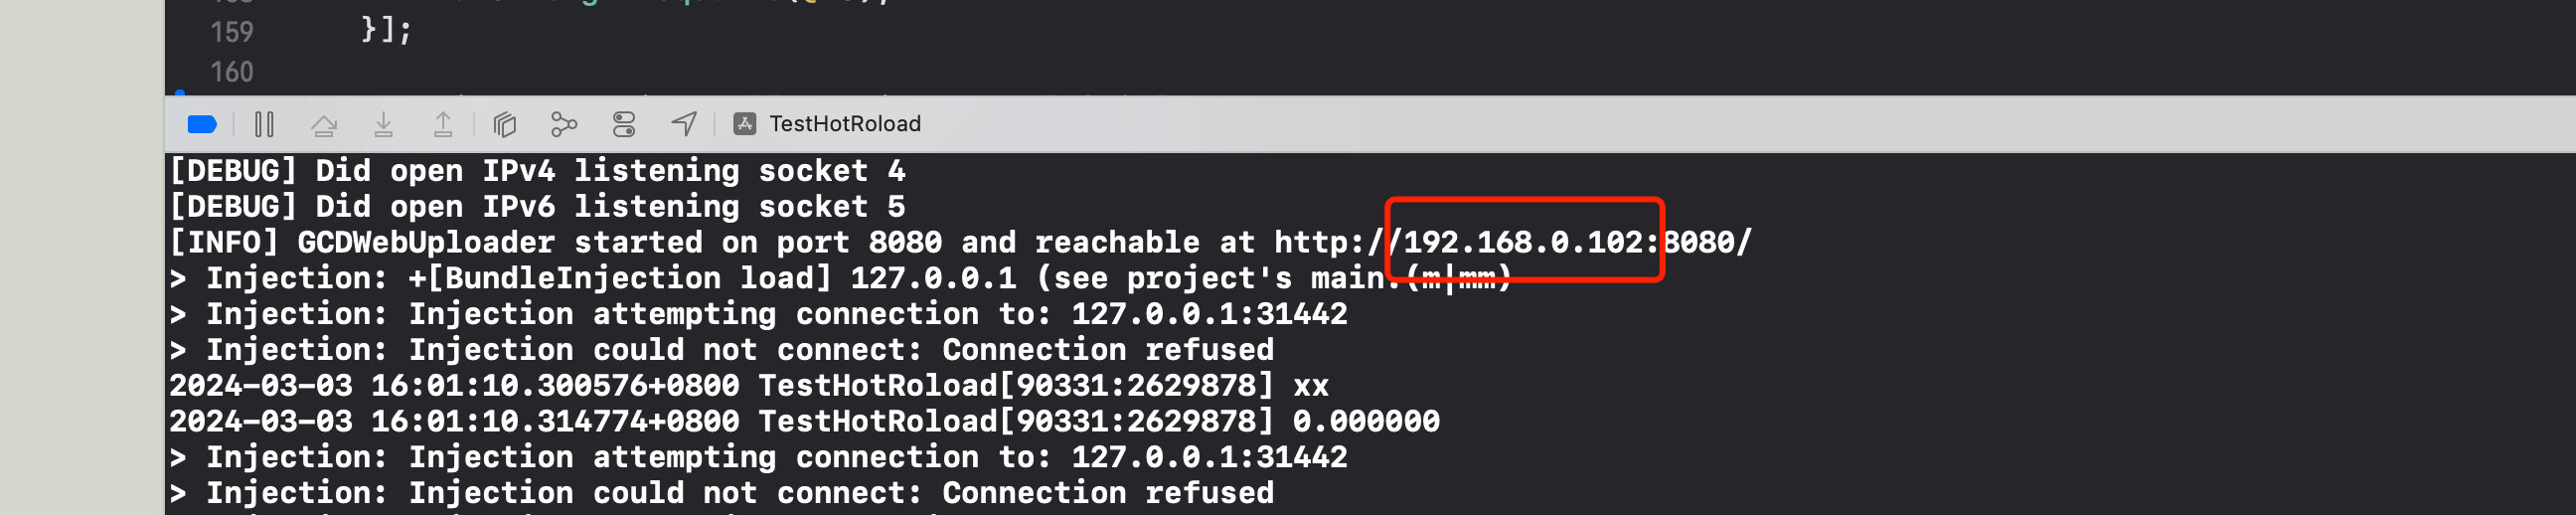 159 }];
160
TestHotRoload
[DEBUG] Did open IPv4 listening socket 4
[DEBUG] Did open IPv6 listening socket 5
[INFO] GCDWebUploader started on port 8080 and reachable at http://192.168.0.102:8080/
> Injection: +[BundleInjection load] 127.0.0.1 (see project's main.(m|mm)
> Injection: Injection attempting connection to: 127.0.0.1:31442
> Injection: Injection could not connect: Connection refused
2024-03-03 16:01:10.300576+0800 TestHotRoload[90331:2629878] xx
2024-03-03 16:01:10.314774+0800 TestHotRoload[90331:2629878] 0.000000
> Injection: Injection attempting connection to: 127.0.0.1:31442
> Injection: Injection could not connect: Connection refused